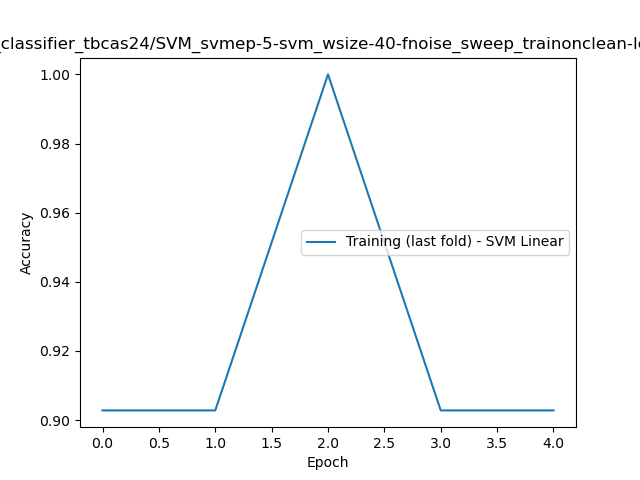 _classifier_tbcas24/SVM_svmep-5-svm_wsize-40-fnoise_sweep_trainonclean-l
1.00
0.98
0.96
0.94
0.92
0.90
Accuracy
Training (last fold) - SVM Linear
0.0 0.5 1.0 1.5 2.0 2.5 3.0 3.5 4.0
Epoch